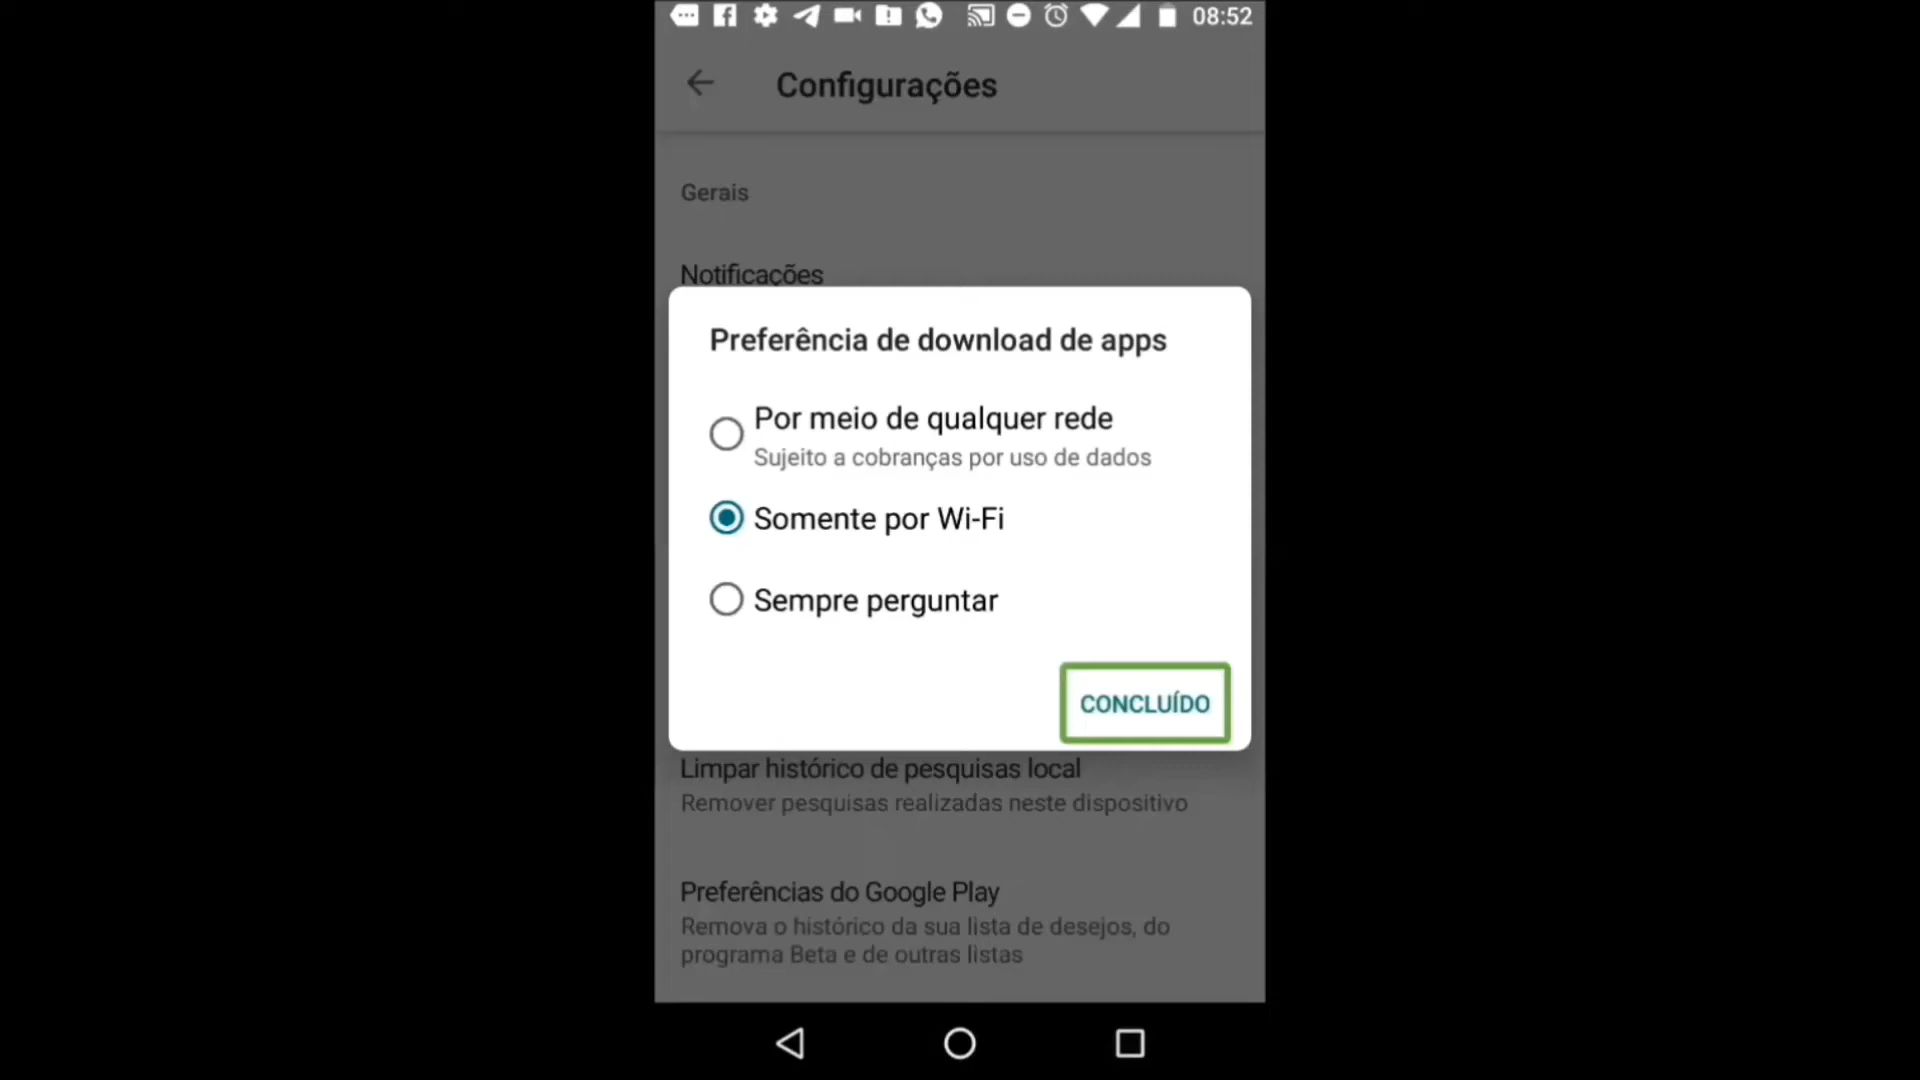 08:52
Configurações
Gerais
Notificações
Preferência de download de apps
Por meio de qualquer rede
Sujeito a cobranças por uso de dados
Somente por Wi-Fi
Sempre perguntar
CONCLUÍDO
Limpar histórico de pesquisas local
Remover pesquisas realizadas neste dispositivo
Preferências do Google Play
Remova o histórico da sua lista de desejos, do
programa Beta e de outras listas